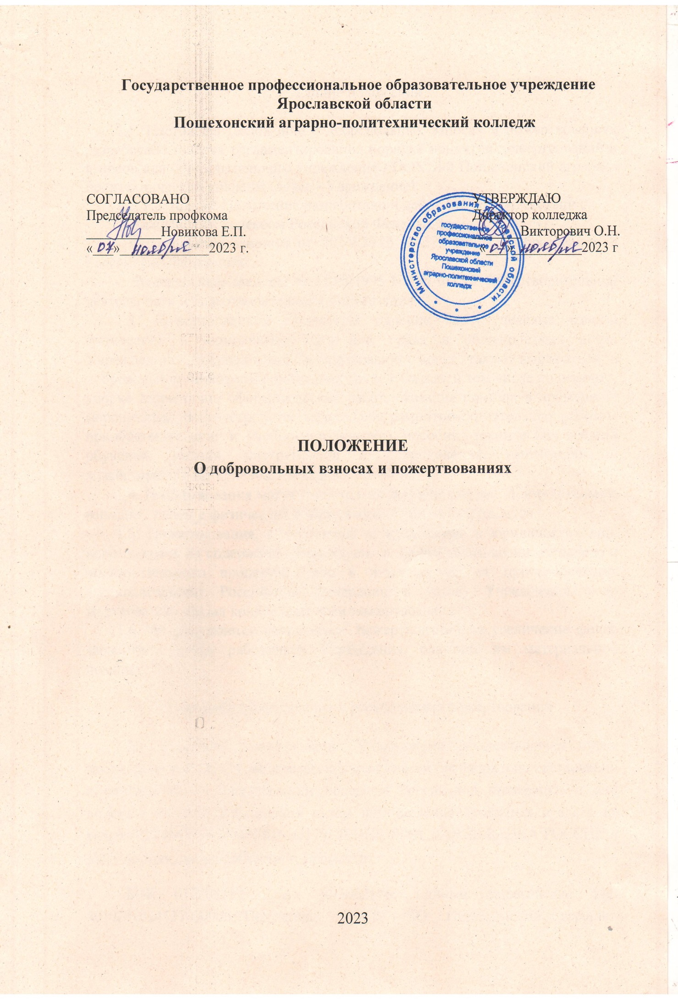 Государственное профессиональное образовательное учреждение
Ярославской области
Пошехонский аграрно-политехнический колледж
СОГЛАСОВАНО
Председатель профкома
___________Новикова Е.П.
«07» ноября 2023 г.
УТВЕРЖДАЮ
Директор колледжа
Викторович О.Н.
«07» ноября 2023 г
Министерство образования Ярославской области
государственное
профессиональное
образовательное
учреждение
Ярославской области
Пошехонский
аграрно-политехнический
колледж
ПОЛОЖЕНИЕ
О добровольных взносах и пожертвованиях
2023